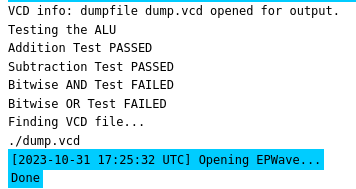 VCD info: dumpfile dump.vcd opened for output.
Testing the ALU
Addition Test PASSED
Subtraction Test PASSED
Bitwise AND Test FAILED
Bitwise OR Test FAILED
Finding VCD file...
./dump.vcd
[2023-10-31 17:25:32 UTC] Opening EPWave...
Done